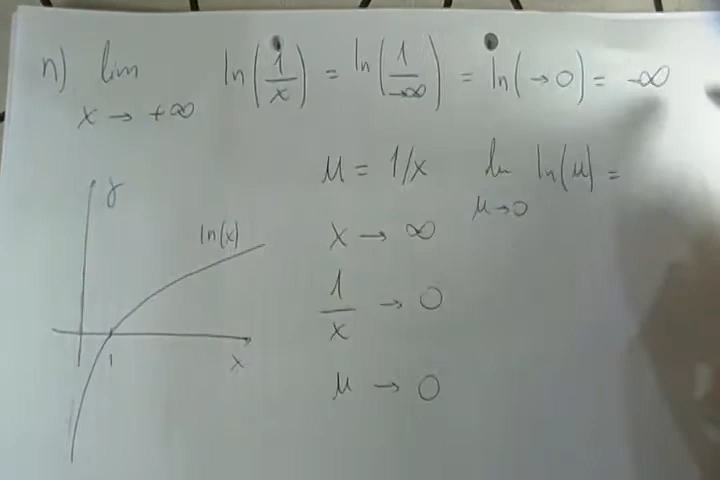 n) lim ln(1/x) = ln(1/→∞) = ln(→0) = -∞
x → +∞
μ = 1/x lim ln(μ) =
μ→0
y
ln(x)
x → ∞
1/x → 0
1
x
μ → 0